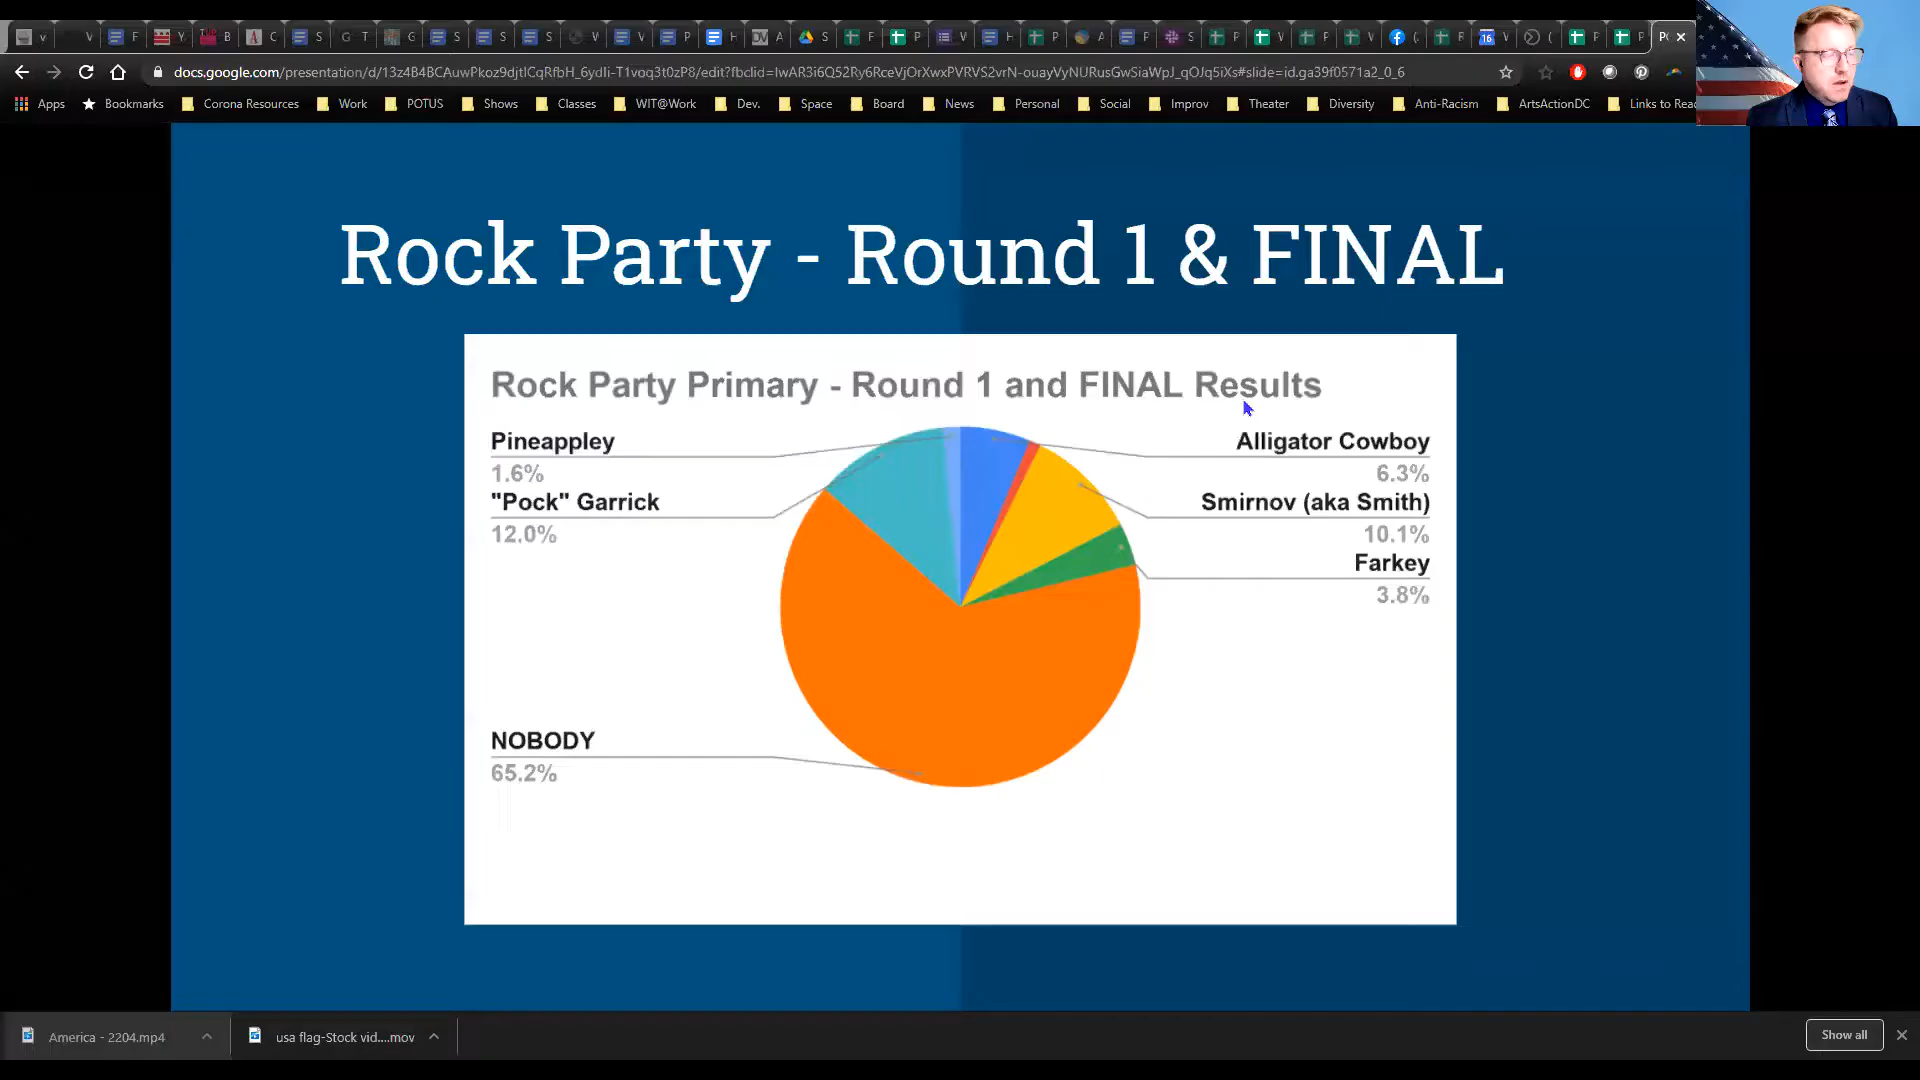 docs.google.com/presentation/d/13z4B4BCAuwPkoz9djtlCqRfbH_6ydli-T1voq3t0zP8/edit?fbclid=IwAR3i6Q52Ry6RceVjOrXwxPVRVS2vrN-ouayVyNURusGwSiaWpJ_qOJq5iXs#slide=id.ga39f0571a2_0_6
Apps Bookmarks Corona Resources Work POTUS Shows Classes WIT@Work Dev. Space Board News Personal Social Improv Theater Diversity Anti-Racism ArtsActionDC Links to Rea
Rock Party - Round 1 & FINAL
Rock Party Primary - Round 1 and FINAL Results
Pineappley
1.6%
"Pock" Garrick
12.0%
NOBODY
65.2%
Alligator Cowboy
6.3%
Smirnov (aka Smith)
10.1%
Farkey
3.8%
America - 2204.mp4
usa flag-Stock vid....mov
Show all